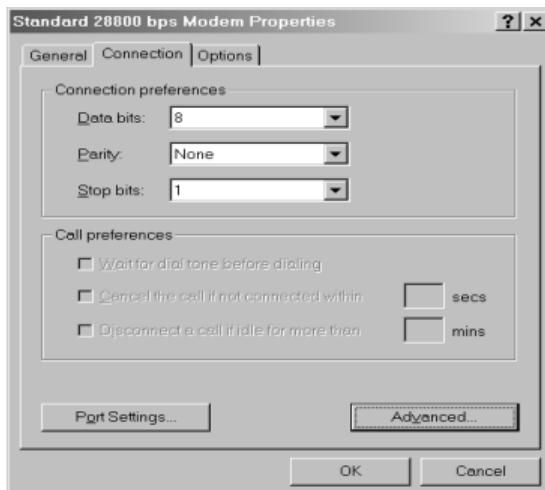 Standard 28800 bps Modem Properties
General Connection Options
Connection preferences
Data bits: 8
Parity: None
Stop bits: 1
Call preferences
Wait for dial tone before dialing
Cancel the call if not connected within secs
Disconnect a call if idle for more than mins
Port Settings... Advanced...
OK Cancel